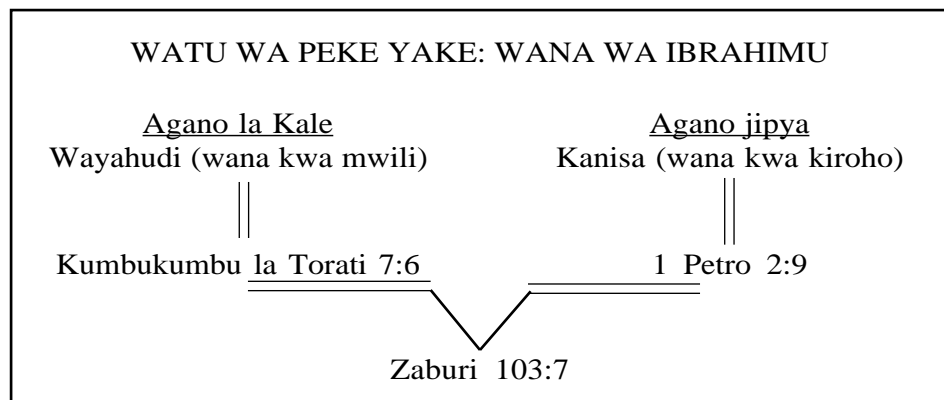 WATU WA PEKE YAKE: WANA WA IBRAHIMU
Agano la Kale
Wayahudi (wana kwa mwili)
Agano jipya
Kanisa (wana kwa kiroho)
Kumbukumbu la Torati 7:6
1 Petro 2:9
Zaburi 103:7